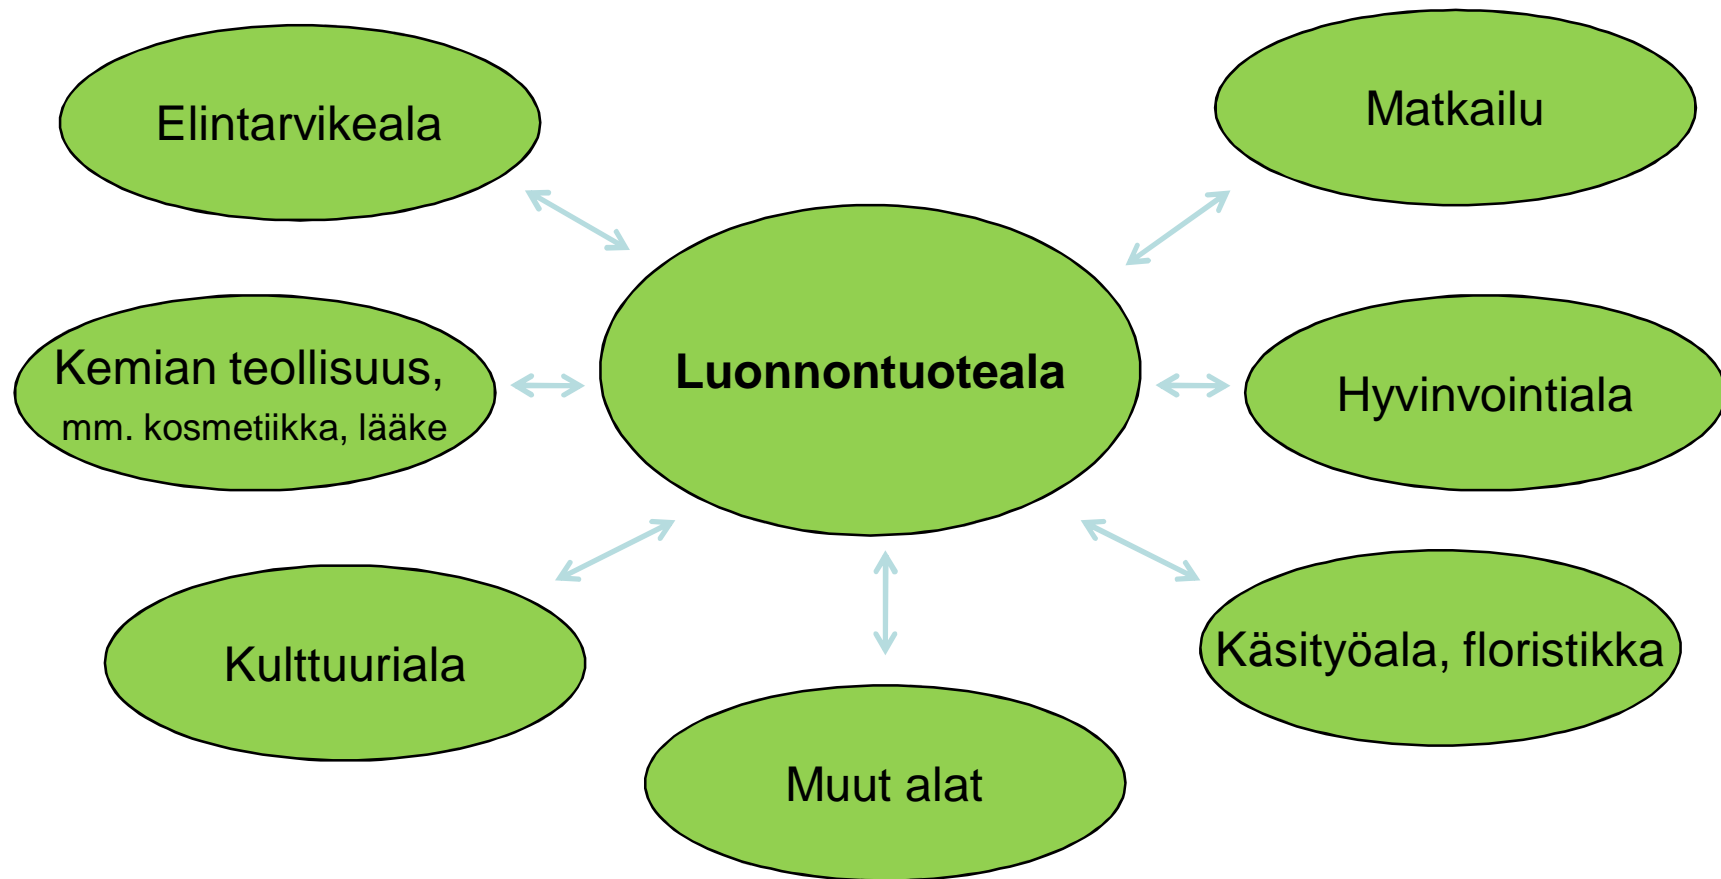 Elintarvikeala
Matkailu
Luonnontuoteala
Kemian teollisuus,
mm. kosmetiikka, lääke
Hyvinvointiala
Kulttuuriala
Käsityöala, floristikka
Muut alat